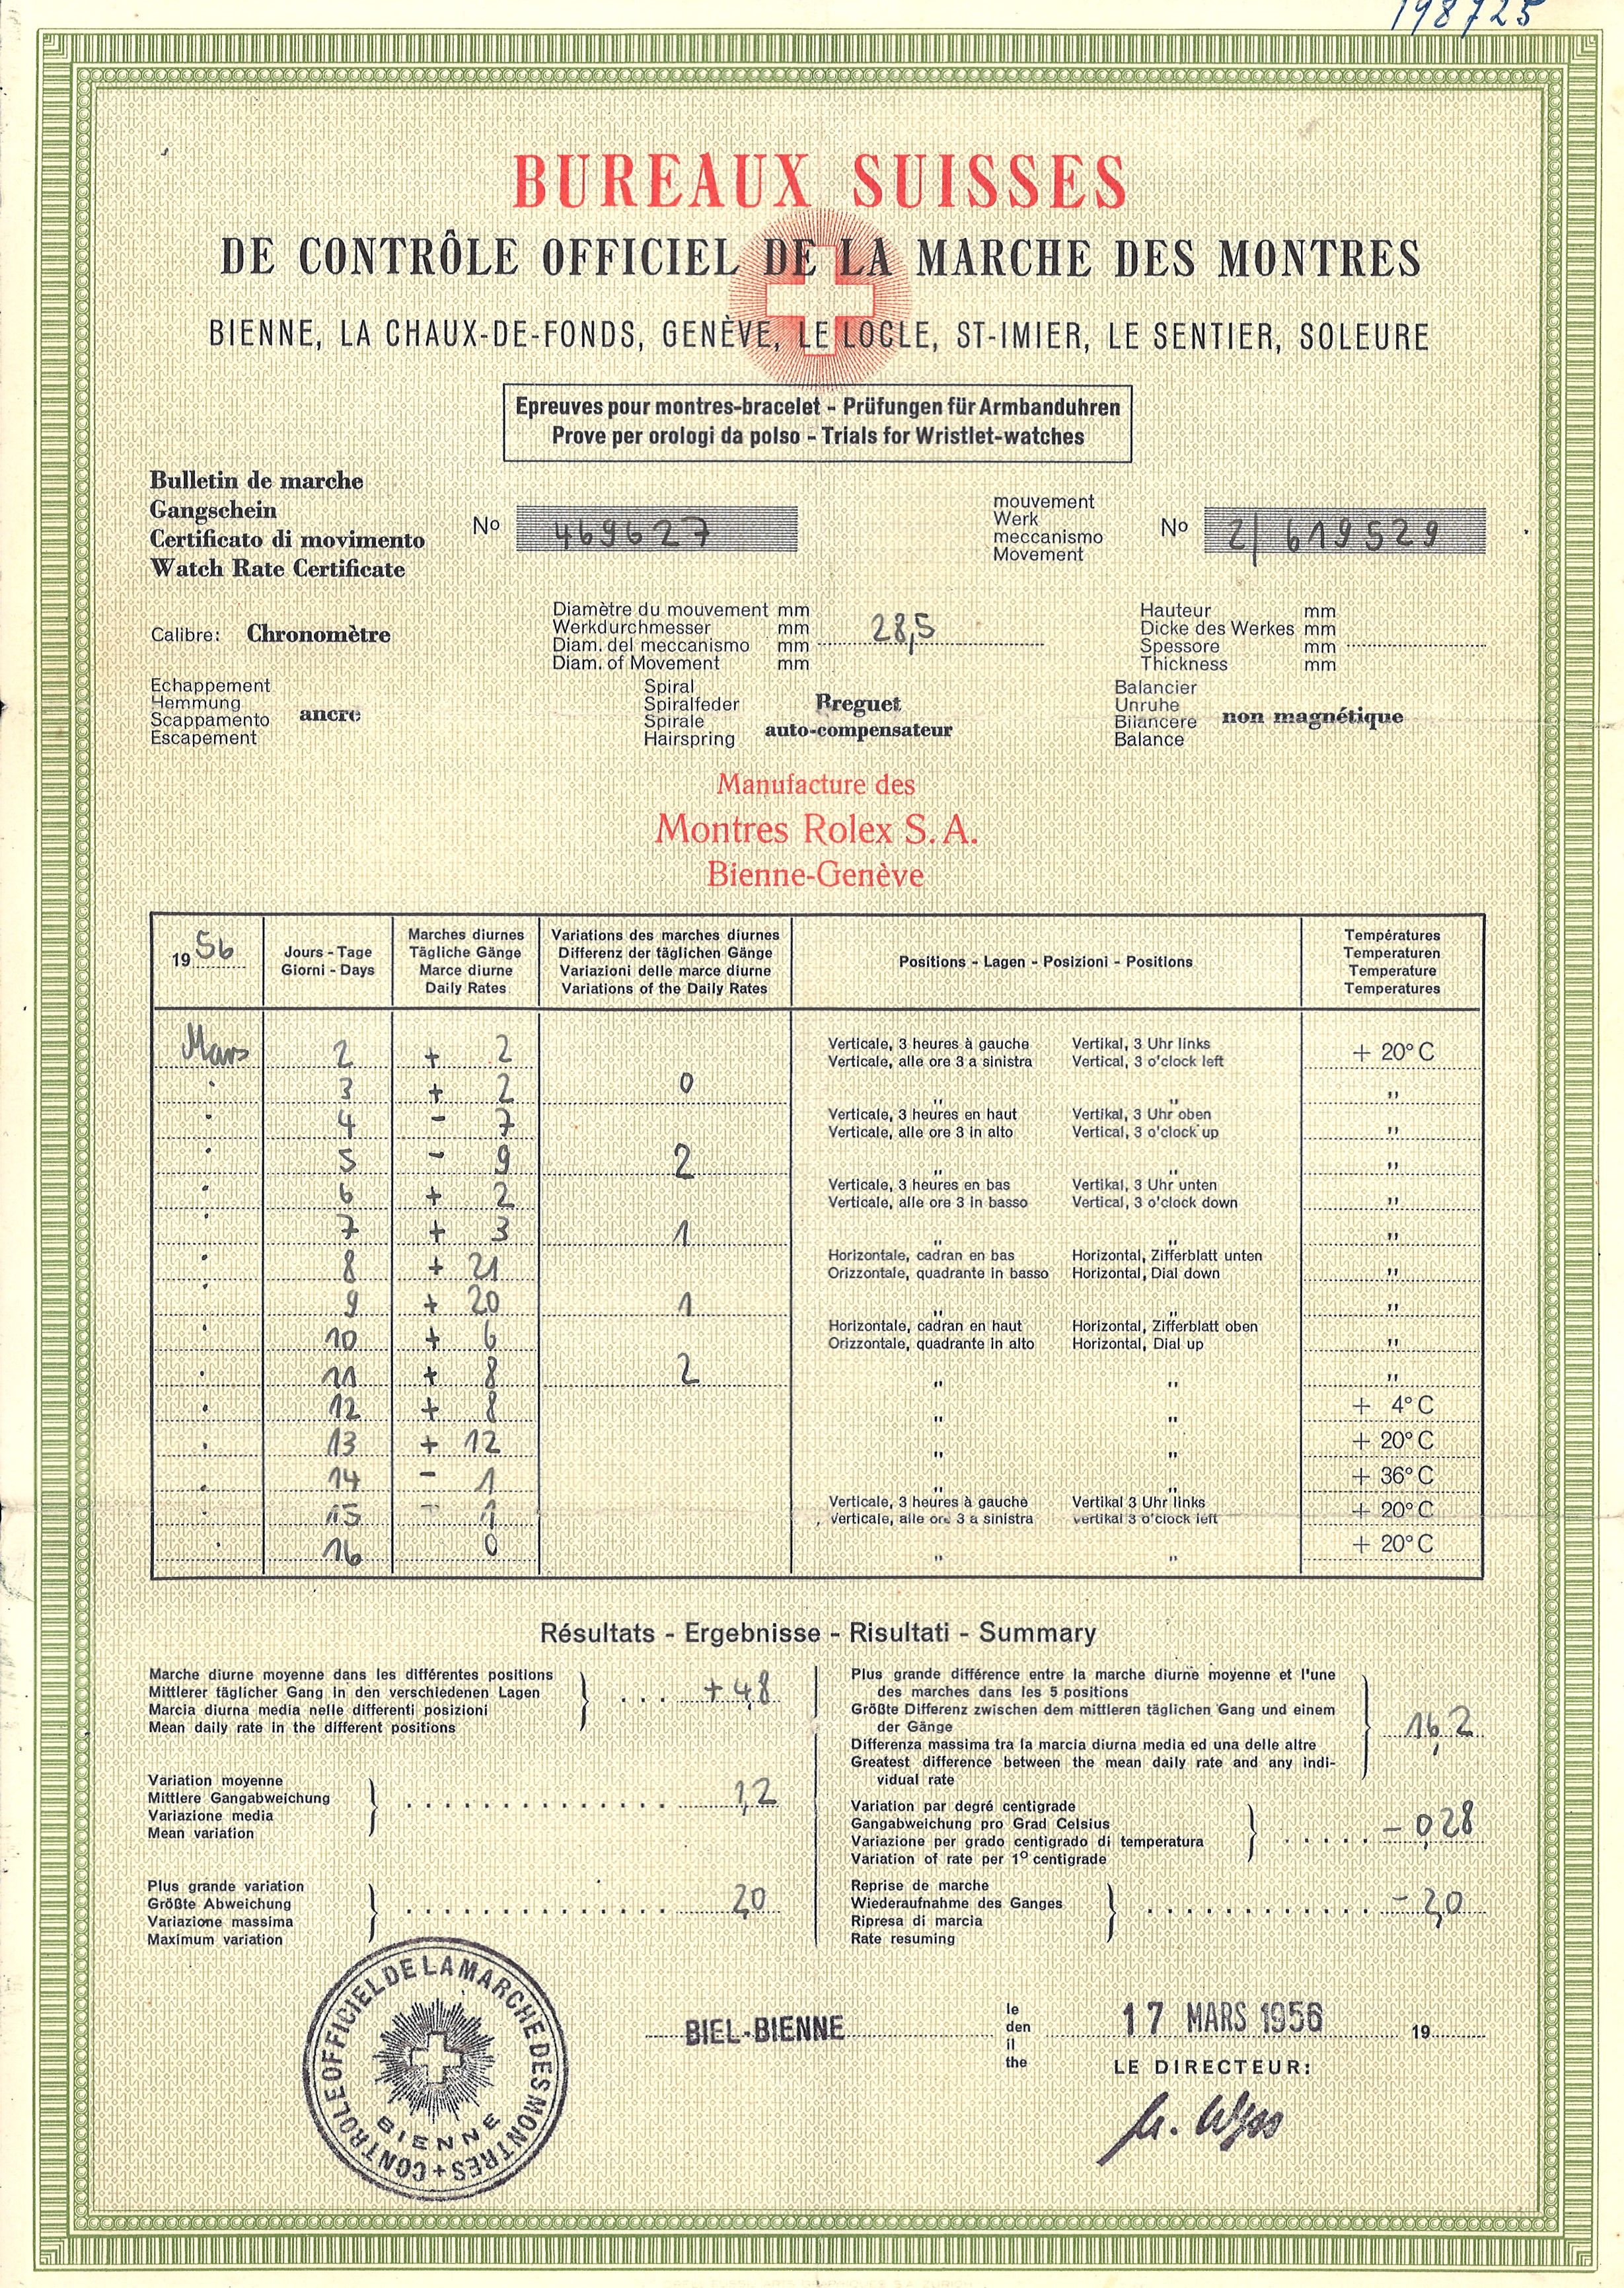 198725
BUREAUX SUISSES
DE CONTRÔLE OFFICIEL DE LA MARCHE DES MONTRES
BIENNE, LA CHAUX-DE-FONDS, GENÈVE, LE LOCLE, ST-IMIER, LE SENTIER, SOLEURE
Epreuves pour montres-bracelet - Prüfungen für Armbanduhren
Prove per orologi da polso - Trials for Wristlet-watches
Bulletin de marche
Gangschein
Certificato di movimento
Watch Rate Certificate
No 469627
mouvement
Werk
meccanismo
Movement
No 2/619529
Calibre: Chronomètre
Diamètre du mouvement mm
Werkdurchmesser mm
Diam. del meccanismo mm
Diam. of Movement mm
28,5
Hauteur mm
Dicke des Werkes mm
Spessore mm
Thickness mm
Echappement
Hemmung
Scappamento
Escapement
ancre
Spiral
Spiralfeder
Spirale
Hairspring
Breguet
auto-compensateur
Balancier
Unruhe
Bilancere
Balance
non magnétique
Manufacture des
Montres Rolex S.A.
Bienne-Genève
1956
Jours - Tage
Giorni - Days
Marches diurnes
Tägliche Gänge
Marce diurne
Daily Rates
Variations des marches diurnes
Differenz der täglichen Gänge
Variazioni delle marce diurne
Variations of the Daily Rates
Positions - Lagen - Posizioni - Positions
Températures
Temperaturen
Temperature
Temperatures
Mars 2 + 2 Verticale, 3 heures à gauche Vertikal, 3 Uhr links + 20° C
Verticale, alle ore 3 a sinistra Vertical, 3 o'clock left
" 3 + 2 0 " " "
" 4 - 7 Verticale, 3 heures en haut Vertikal, 3 Uhr oben "
Verticale, alle ore 3 in alto Vertical, 3 o'clock up
" 5 - 9 2 " " "
" 6 + 2 Verticale, 3 heures en bas Vertikal, 3 Uhr unten "
Verticale, alle ore 3 in basso Vertical, 3 o'clock down
" 7 + 3 1 " " "
" 8 + 21 Horizontale, cadran en bas Horizontal, Zifferblatt unten "
Orizzontale, quadrante in basso Horizontal, Dial down
" 9 + 20 1 " " "
" 10 + 6 Horizontale, cadran en haut Horizontal, Zifferblatt oben "
Orizzontale, quadrante in alto Horizontal, Dial up
" 11 + 8 2 " " "
" 12 + 8 " " + 4° C
" 13 + 12 " " + 20° C
" 14 - 1 " " + 36° C
" 15 - 1 Verticale, 3 heures à gauche Vertikal 3 Uhr links + 20° C
Verticale, alle ore 3 a sinistra vertikal 3 o'clock left
" 16 0 " " + 20° C
Résultats - Ergebnisse - Risultati - Summary
Marche diurne moyenne dans les différentes positions
Mittlerer täglicher Gang in den verschiedenen Lagen
Marcia diurna media nelle differenti posizioni
Mean daily rate in the different positions
+ 4,8
Variation moyenne
Mittlere Gangabweichung
Variazione media
Mean variation
1,2
Plus grande variation
Größte Abweichung
Variazione massima
Maximum variation
2,0
Plus grande différence entre la marche diurne moyenne et l'une
des marches dans les 5 positions
Größte Differenz zwischen dem mittleren täglichen Gang und einem
der Gänge
Differenza massima tra la marcia diurna media ed una delle altre
Greatest difference between the mean daily rate and any indi-
vidual rate
16,2
Variation par degré centigrade
Gangabweichung pro Grad Celsius
Variazione per grado centigrado di temperatura
Variation of rate per 1° centigrade
- 0,28
Reprise de marche
Wiederaufnahme des Ganges
Ripresa di marcia
Rate resuming
- 2,0
CONTROLE OFFICIEL DE LA MARCHE DES MONTRES +
BIENNE
BIEL-BIENNE
le
den
il
the
17 MARS 1956 19
LE DIRECTEUR: